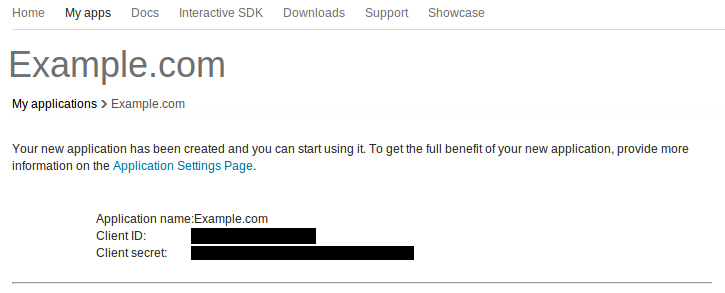 Home My apps Docs Interactive SDK Downloads Support Showcase
Example.com
My applications > Example.com
Your new application has been created and you can start using it. To get the full benefit of your new application, provide more
information on the Application Settings Page.
Application name:Example.com
Client ID:
Client secret: